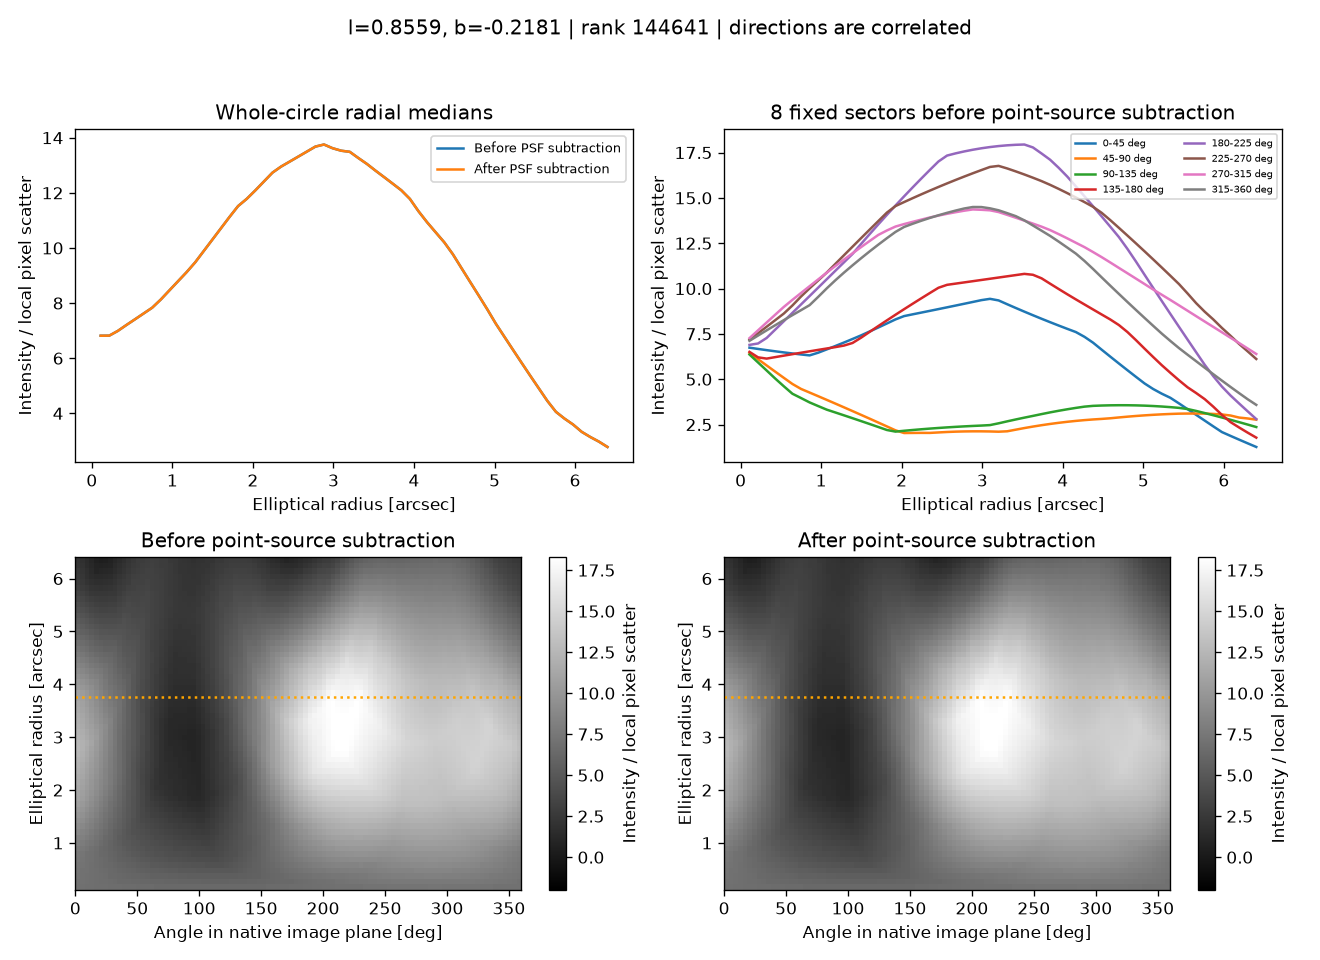 l=0.8559, b=-0.2181 | rank 144641 | directions are correlated
Whole-circle radial medians
Intensity / local pixel scatter
14
12
10
8
6
4
Before PSF subtraction
After PSF subtraction
0 1 2 3 4 5 6
Elliptical radius [arcsec]
8 fixed sectors before point-source subtraction
Intensity / local pixel scatter
17.5
15.0
12.5
10.0
7.5
5.0
2.5
0-45 deg
45-90 deg
90-135 deg
135-180 deg
180-225 deg
225-270 deg
270-315 deg
315-360 deg
0 1 2 3 4 5 6
Elliptical radius [arcsec]
Before point-source subtraction
Elliptical radius [arcsec]
6
5
4
3
2
1
0 50 100 150 200 250 300 350
Angle in native image plane [deg]
17.5
15.0
12.5
10.0
7.5
5.0
2.5
0.0
Intensity / local pixel scatter
After point-source subtraction
Elliptical radius [arcsec]
6
5
4
3
2
1
0 50 100 150 200 250 300 350
Angle in native image plane [deg]
17.5
15.0
12.5
10.0
7.5
5.0
2.5
0.0
Intensity / local pixel scatter